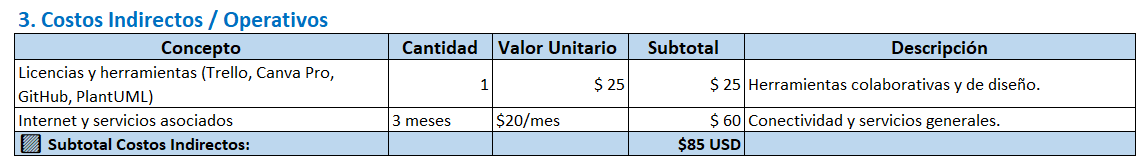 3. Costos Indirectos / Operativos
Concepto Cantidad Valor Unitario Subtotal Descripción
Licencias y herramientas (Trello, Canva Pro,
GitHub, PlantUML) 1 $ 25 $ 25 Herramientas colaborativas y de diseño.
Internet y servicios asociados 3 meses $20/mes $ 60 Conectividad y servicios generales.
Subtotal Costos Indirectos: $85 USD